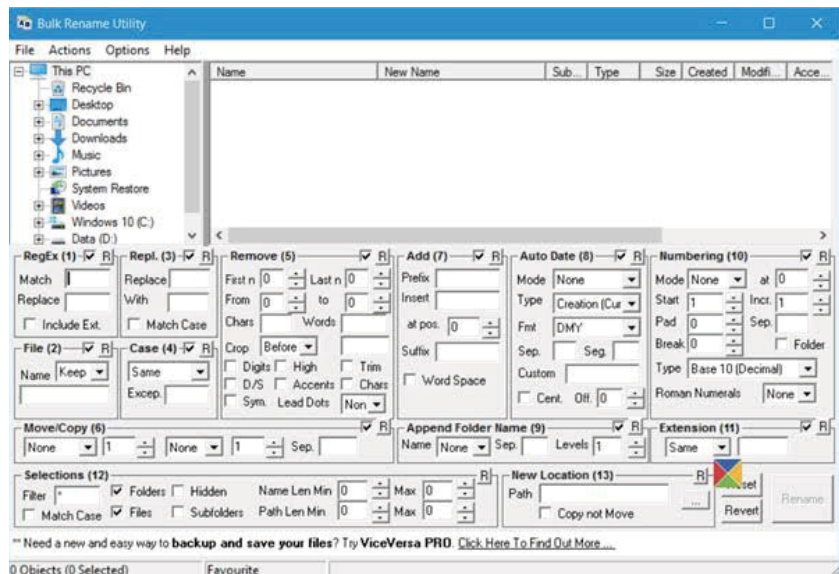 Bulk Rename Utility
File Actions Options Help
This PC
Recycle Bin
Desktop
Documents
Downloads
Music
Pictures
System Restore
Videos
Windows 10 (C:)
Data (D:)
Name New Name Sub... Type Size Created Modifi... Acce...
RegEx (1) R
Match
Replace
Include Ext.
Repl. (3) R
Replace
With
Match Case
Remove (5) R
First n 0 Last n 0
From 0 to 0
Chars Words
Crop Before
Digits High Trim
D/S Accents Chars
Sym. Lead Dots Non
Add (7) R
Prefix
Insert
at pos. 0
Suffix
Word Space
Auto Date (8) R
Mode None
Type Creation (Cur
Fmt DMY
Sep. Seg.
Custom
Cent. Off. 0
Numbering (10) R
Mode None at 0
Start 1 Incr. 1
Pad 0 Sep.
Break 0 Folder
Type Base 10 (Decimal)
Roman Numerals None
File (2) R
Name Keep
Case (4) R
Same
Excep.
Move/Copy (6) R
None 1 None 1 Sep.
Append Folder Name (9) R
Name None Sep. Levels 1
Extension (11) R
Same
Selections (12) R
Filter * Folders Hidden Name Len Min 0 Max 0
Match Case Files Subfolders Path Len Min 0 Max 0
New Location (13) R
Path ...
Copy not Move
Revert
Rename
** Need a new and easy way to backup and save your files? Try ViceVersa PRO. Click Here To Find Out More ...
0 Objects (0 Selected) Favourite